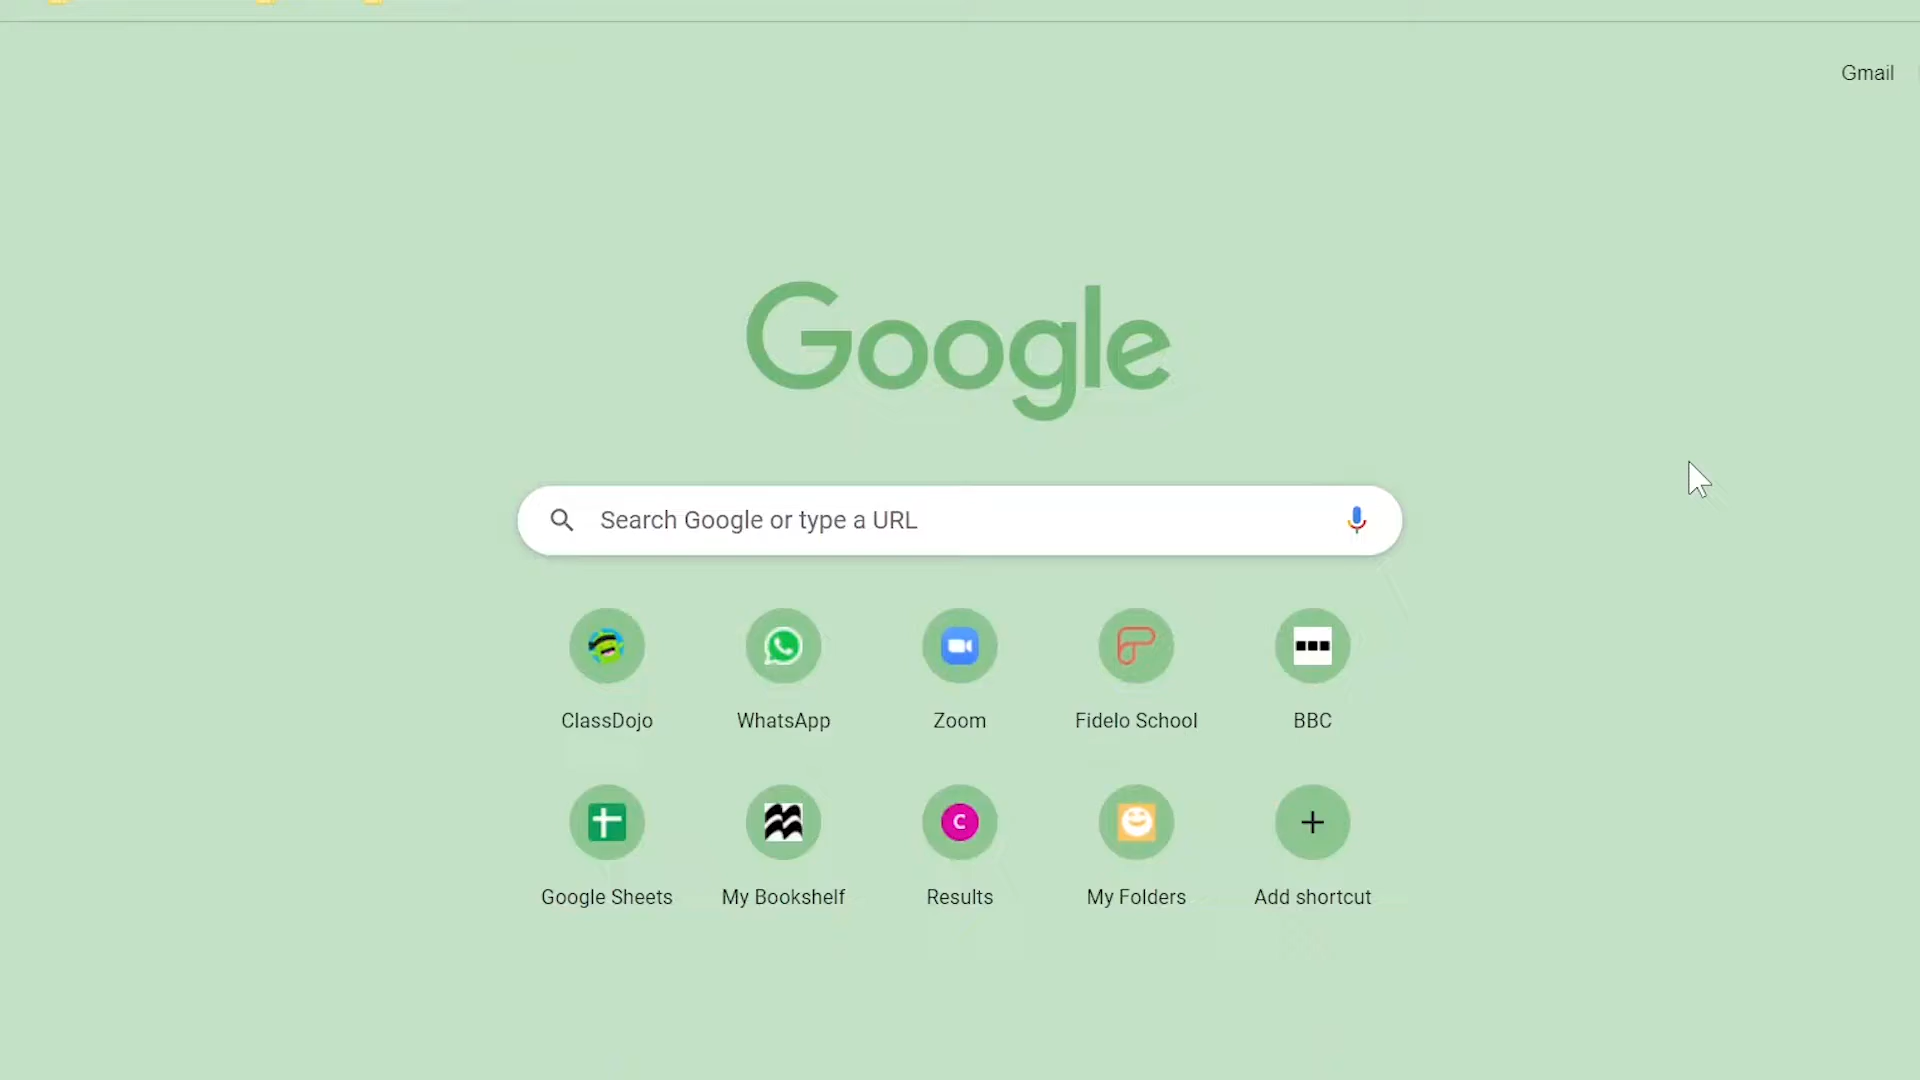 Gmail
Google
Search Google or type a URL
ClassDojo
WhatsApp
Zoom
Fidelo School
BBC
Google Sheets
My Bookshelf
C
Results
My Folders
Add shortcut